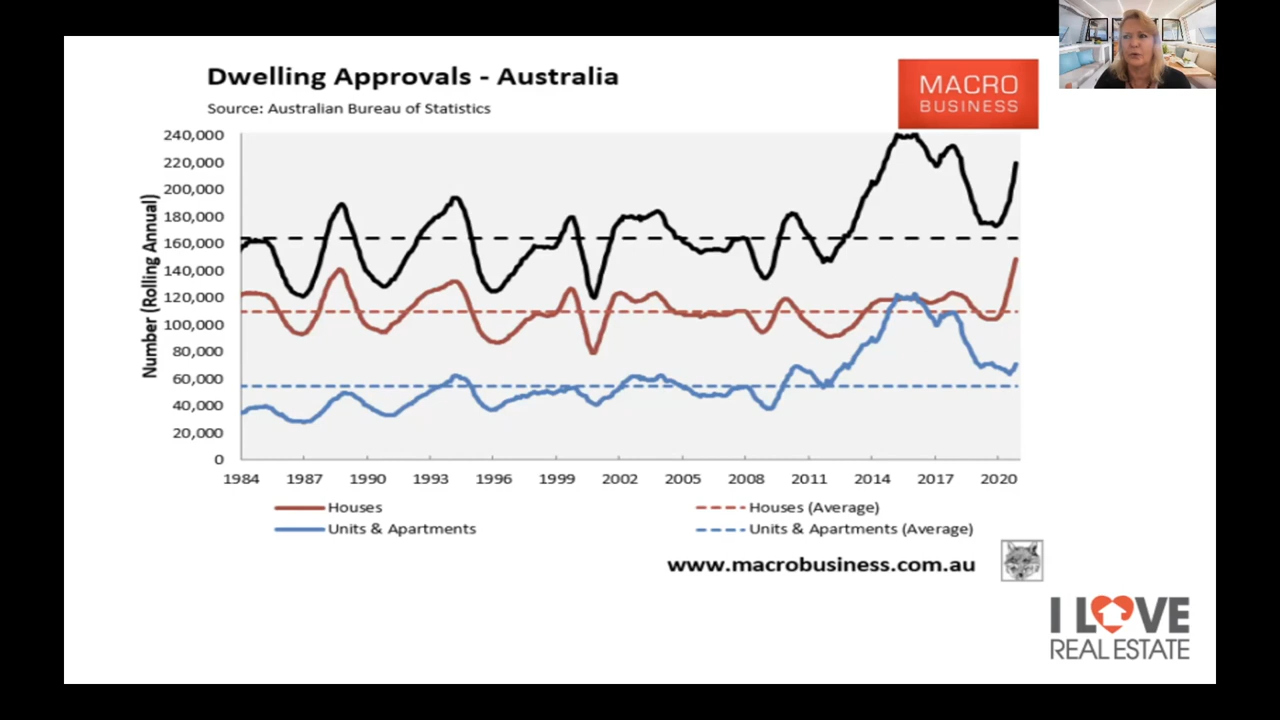 Dwelling Approvals - Australia
Source: Australian Bureau of Statistics
MACRO
BUSINESS
Number (Rolling Annual)
240,000
220,000
200,000
180,000
160,000
140,000
120,000
100,000
80,000
60,000
40,000
20,000
0
1984 1987 1990 1993 1996 1999 2002 2005 2008 2011 2014 2017 2020
Houses
Houses (Average)
Units & Apartments
Units & Apartments (Average)
www.macrobusiness.com.au
I LOVE
REAL ESTATE